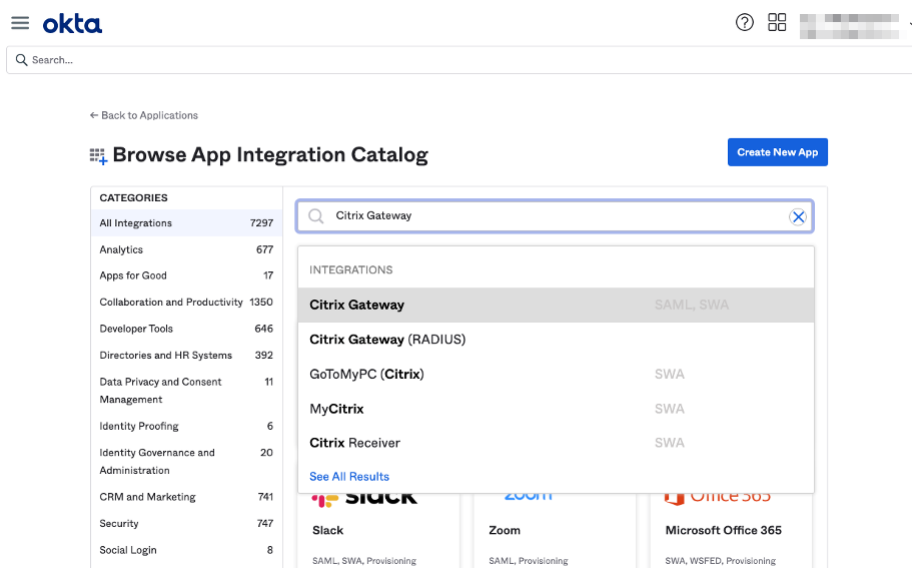 okta
Search...
← Back to Applications
Browse App Integration Catalog
Create New App
CATEGORIES
All Integrations 7297
Analytics 677
Apps for Good 17
Collaboration and Productivity 1350
Developer Tools 646
Directories and HR Systems 392
Data Privacy and Consent
Management 11
Identity Proofing 6
Identity Governance and
Administration 20
CRM and Marketing 741
Security 747
Social Login 8
Citrix Gateway
INTEGRATIONS
Citrix Gateway SAML, SWA
Citrix Gateway (RADIUS)
GoToMyPC (Citrix) SWA
MyCitrix SWA
Citrix Receiver SWA
See All Results
slack zoom Office 365
Slack Zoom Microsoft Office 365
SAML, SWA, Provisioning SAML, Provisioning SWA, WSFED, Provisioning